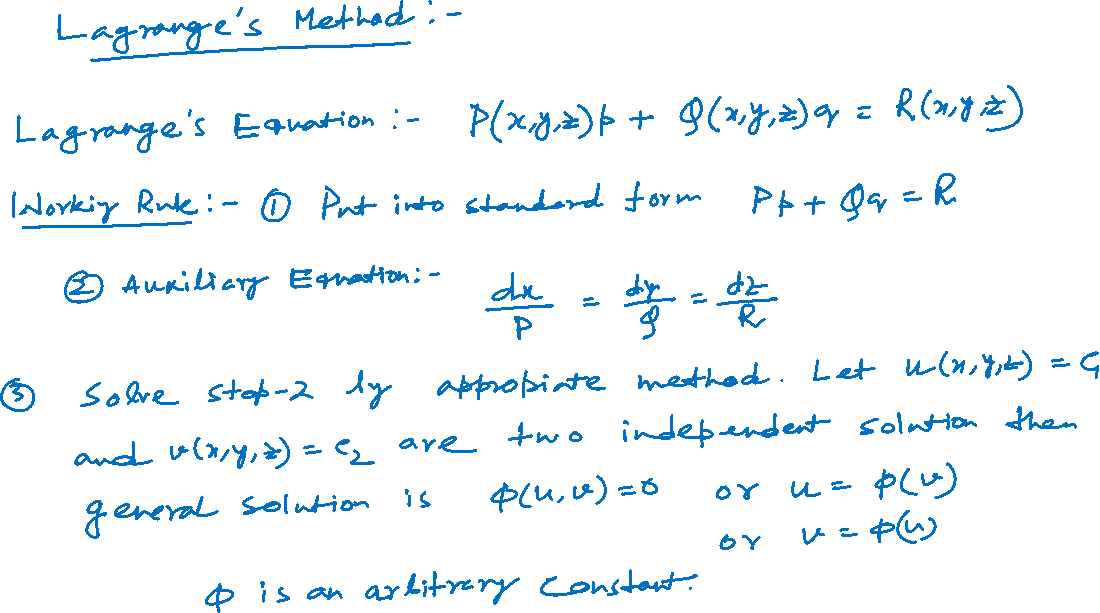 Lagrange's Method :-
Lagrange's Equation :- P(x,y,z)p + Q(x,y,z)q = R(x,y,z)
Working Rule :- ① Put into standard form Pp + Qq = R
② Auxiliary Equation :- dx/P = dy/Q = dz/R
③ Solve step-2 by appropiate method. Let u(x,y,z) = c₁
and v(x,y,z) = c₂ are two independent solution then
general solution is ϕ(u,v) = 0 or u = ϕ(v)
or v = ϕ(u)
ϕ is an arbitrary constant.